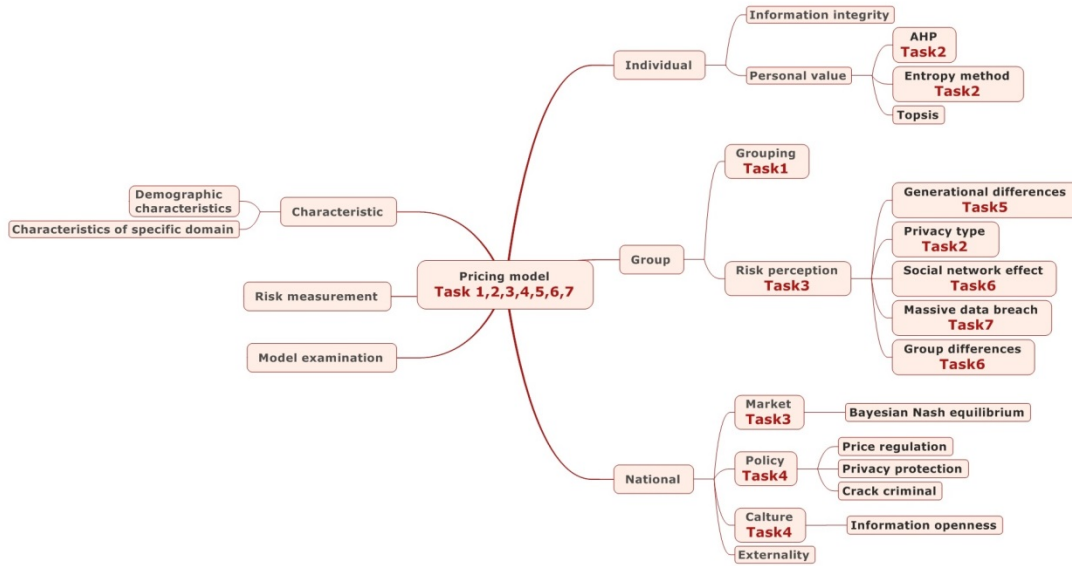 Information integrity
AHP
Task2
Individual
Personal value
Entropy method
Task2
Topsis
Grouping
Task1
Demographic
characteristics
Characteristics of specific domain
Characteristic
Generational differences
Task5
Privacy type
Task2
Group
Pricing model
Task 1,2,3,4,5,6,7
Risk perception
Task3
Social network effect
Task6
Risk measurement
Massive data breach
Task7
Model examination
Group differences
Task6
Market
Task3
Bayesian Nash equilibrium
Price regulation
National
Policy
Task4
Privacy protection
Crack criminal
Calture
Task4
Information openness
Externality